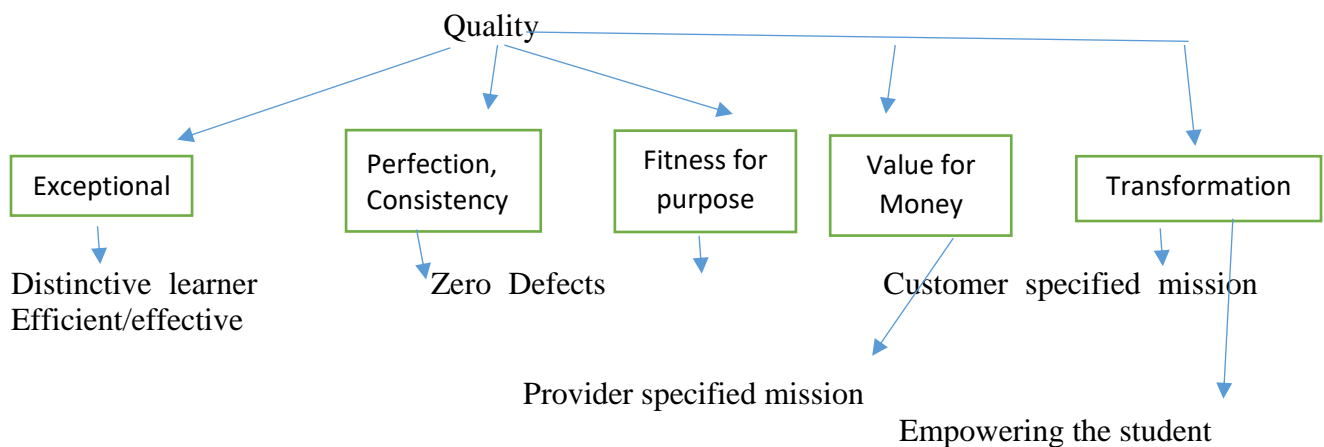 Quality
Exceptional
Perfection,
Consistency
Fitness for
purpose
Value for
Money
Transformation
Distinctive learner
Efficient/effective
Zero Defects
Customer specified mission
Provider specified mission
Empowering the student